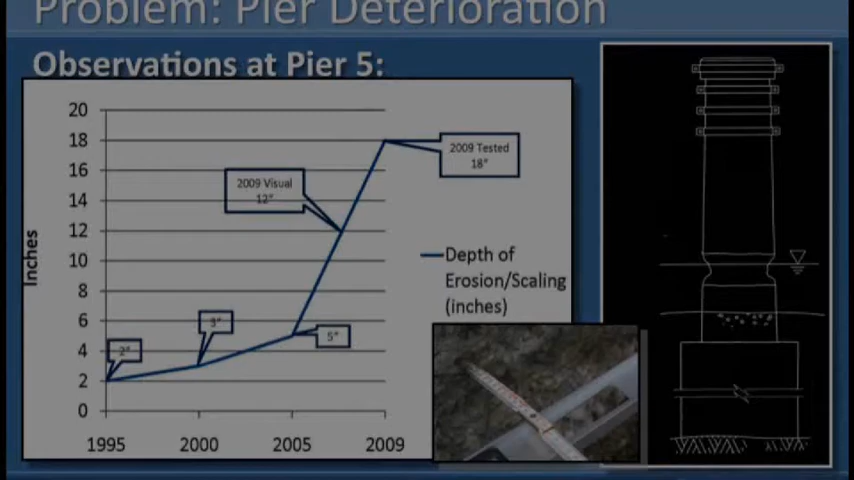 Problem: Pier Deterioration
Observations at Pier 5:
20
18
16
14
12
10
8
6
4
2
0
Inches
1995
2000
2005
2009
2"
3"
5"
2009 Visual
12"
2009 Tested
18"
Depth of
Erosion/Scaling
(inches)